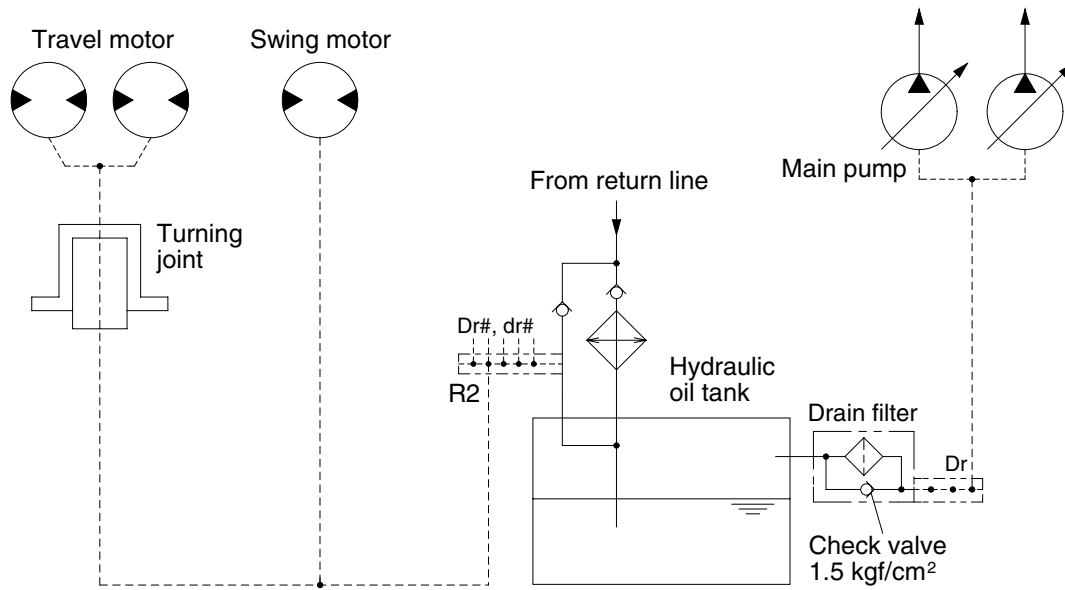 Travel motor
Swing motor
Main pump
From return line
Turning
joint
Dr#, dr#
R2
Hydraulic
oil tank
Drain filter
Dr
Check valve
1.5 kgf/cm²